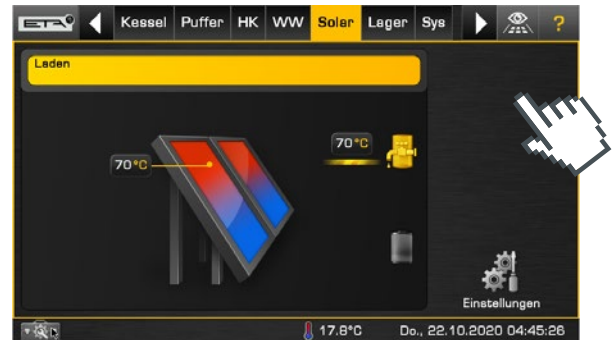 ETA
Kessel Puffer HK WW Solar Lager Sys ?
Laden
70°C
70°C
Einstellungen
17.8°C Do., 22.10.2020 04:45:26